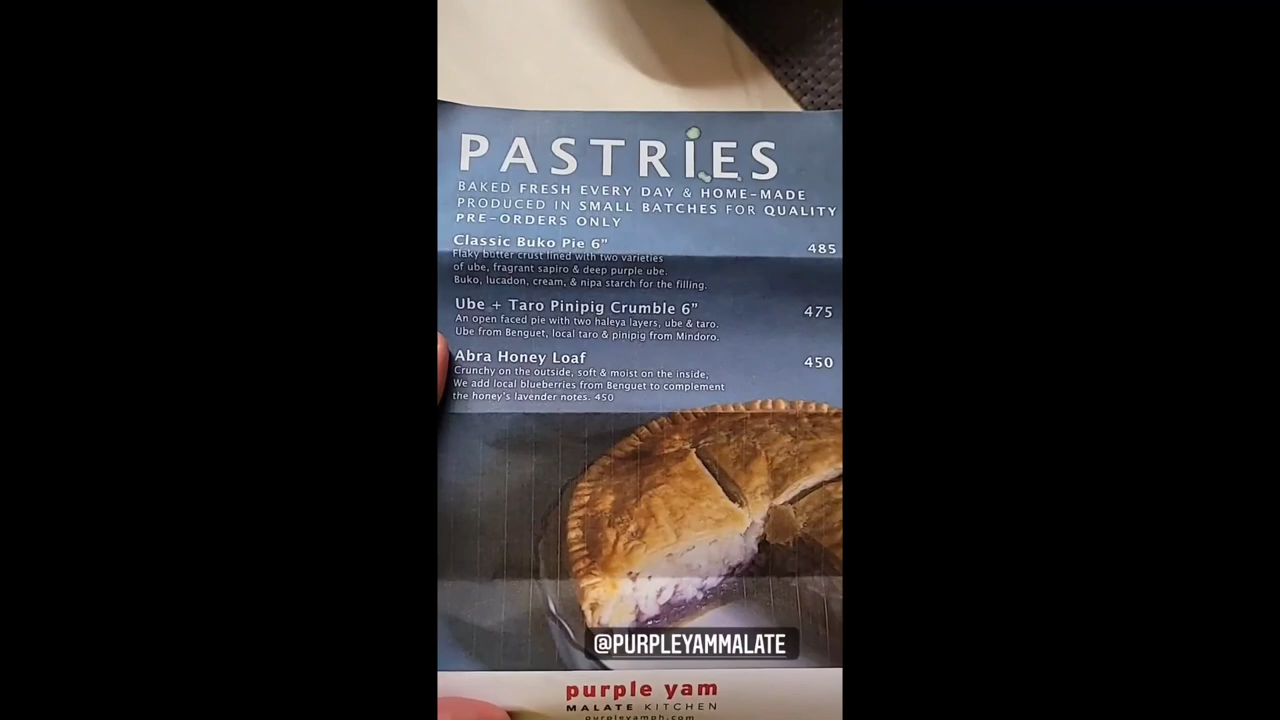 PASTRIES
BAKED FRESH EVERY DAY & HOME-MADE
PRODUCED IN SMALL BATCHES FOR QUALITY
PRE-ORDERS ONLY
Classic Buko Pie 6” 485
Flaky butter crust lined with two varieties
of ube, fragrant sapiro & deep purple ube.
Buko, lucadon, cream, & nipa starch for the filling.
Ube + Taro Pinipig Crumble 6” 475
An open faced pie with two haleya layers, ube & taro.
Ube from Benguet, local taro & pinipig from Mindoro.
Abra Honey Loaf 450
Crunchy on the outside, soft & moist on the inside,
We add local blueberries from Benguet to complement
the honey's lavender notes. 450
@PURPLEYAMMALATE
purple yam
MALATE KITCHEN